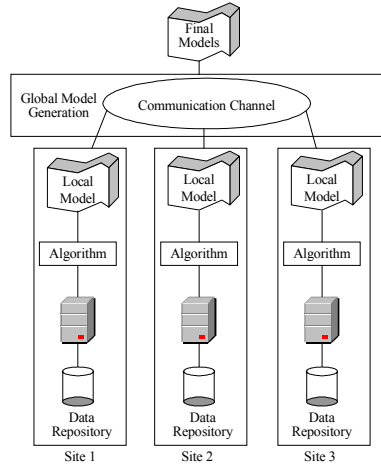 Final
Models
Global Model
Generation
Communication Channel
Local
Model
Local
Model
Local
Model
Algorithm
Algorithm
Algorithm
Data
Repository
Data
Repository
Data
Repository
Site 1
Site 2
Site 3